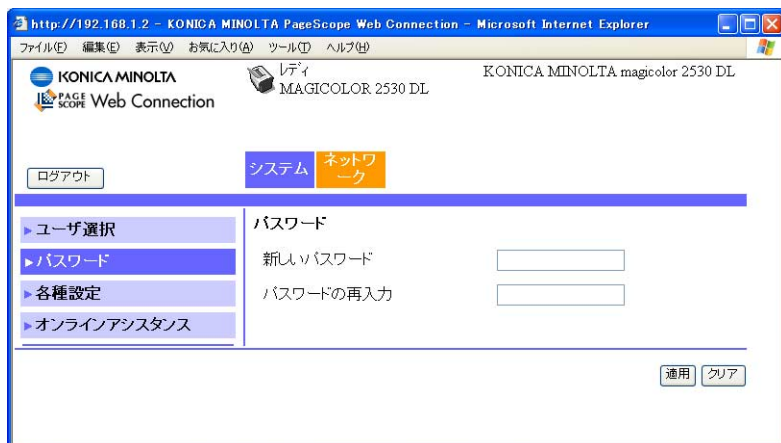 http://192.168.1.2 - KONICA MINOLTA PageScope Web Connection - Microsoft Internet Explorer
ファイル(F) 編集(E) 表示(V) お気に入り(A) ツール(T) ヘルプ(H)
KONICA MINOLTA
PAGE SCOPE Web Connection
レディ
MAGICOLOR 2530 DL
KONICA MINOLTA magicolor 2530 DL
ログアウト
システム
ネットワ
ーク
ユーザ選択
パスワード
各種設定
オンラインアシスタンス
パスワード
新しいパスワード
パスワードの再入力
適用 クリア